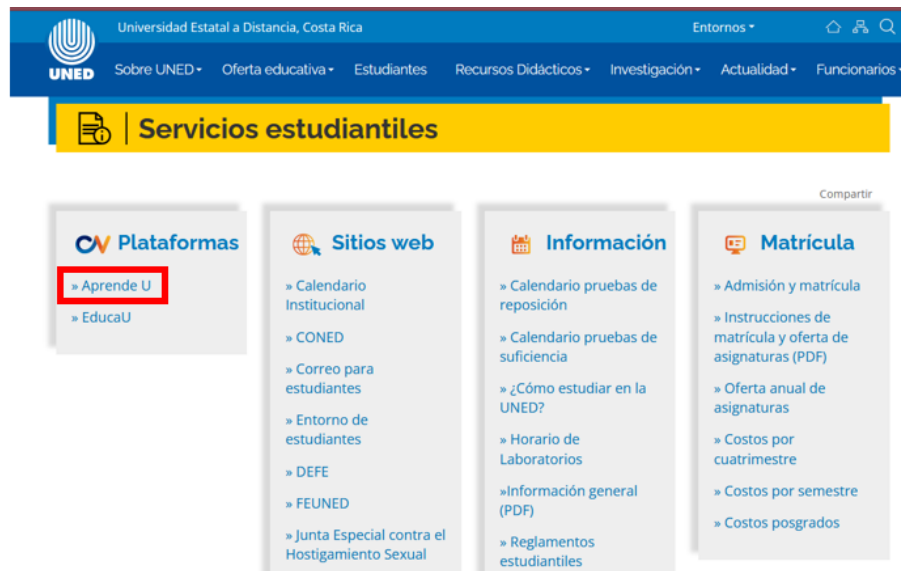 Universidad Estatal a Distancia, Costa Rica
Entornos
UNED
Sobre UNED
Oferta educativa
Estudiantes
Recursos Didácticos
Investigación
Actualidad
Funcionarios
Servicios estudiantiles
Compartir
Plataformas
» Aprende U
» EducaU
Sitios web
» Calendario
Institucional
» CONED
» Correo para
estudiantes
» Entorno de
estudiantes
» DEFE
» FEUNED
» Junta Especial contra el
Hostigamiento Sexual
Información
» Calendario pruebas de
reposición
» Calendario pruebas de
suficiencia
» ¿Cómo estudiar en la
UNED?
» Horario de
Laboratorios
»Información general
(PDF)
» Reglamentos
estudiantiles
Matrícula
» Admisión y matrícula
» Instrucciones de
matrícula y oferta de
asignaturas (PDF)
» Oferta anual de
asignaturas
» Costos por
cuatrimestre
» Costos por semestre
» Costos posgrados